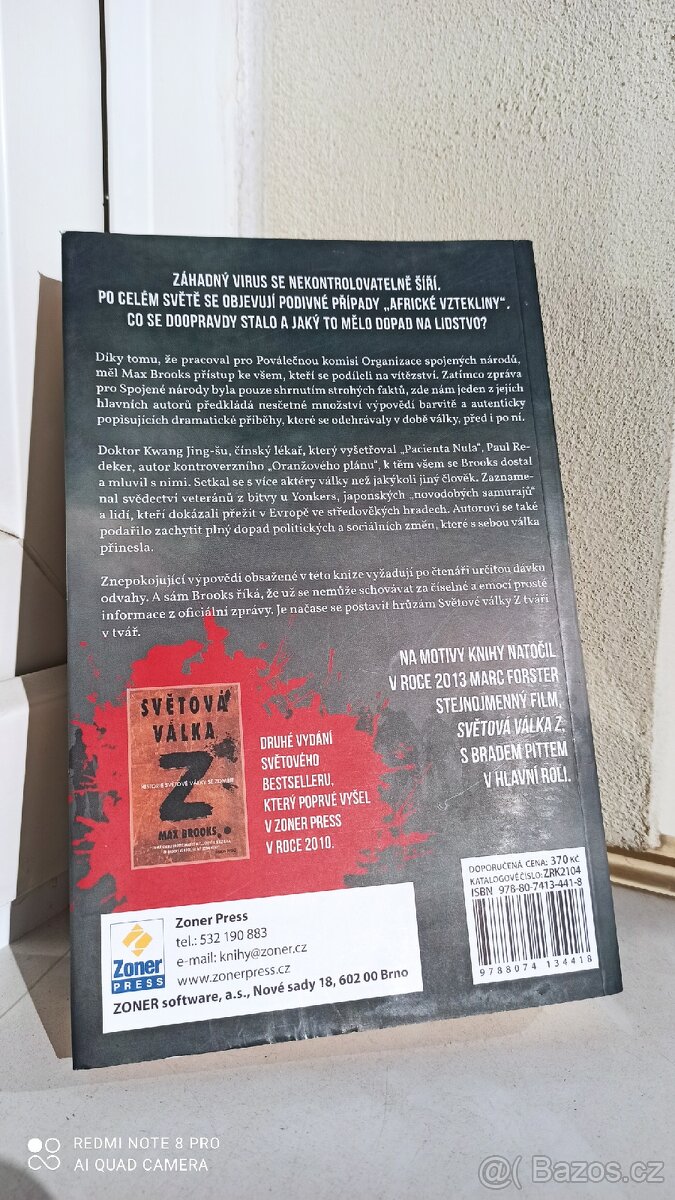 ZÁHADNÝ VIRUS SE NEKONTROLOVATELNĚ ŠÍŘÍ.
PO CELÉM SVĚTĚ SE OBJEVUJÍ PODIVNÉ PŘÍPADY „AFRICKÉ VZTEKLINY“.
CO SE DOOPRAVDY STALO A JAKÝ TO MĚLO DOPAD NA LIDSTVO?
Díky tomu, že pracoval pro Poválečnou komisi Organizace spojených národů,
měl Max Brooks přístup ke všem, kteří se podíleli na vítězství. Zatímco zpráva
pro Spojené národy byla pouze shrnutím strohých faktů, zde nám jeden z jejích
hlavních autorů předkládá nesčetné množství výpovědí barvitě a autenticky
popisujících dramatické příběhy, které se odehrávaly v době války, před i po ní.
Doktor Kwang Jing-šu, čínský lékař, který vyšetřoval „Pacienta Nula“, Paul Re-
deker, autor kontroverzního „Oranžového plánu“, k těm všem se Brooks dostal
a mluvil s nimi. Setkal se s více aktéry války než jakýkoli jiný člověk. Zazname-
nal svědectví veteránů z bitvy u Yonkers, japonských „novodobých samurajů“
a lidí, kteří dokázali přežít v Evropě ve středověkých hradech. Autorovi se také
podařilo zachytit plný dopad politických a sociálních změn, které s sebou válka
přinesla.
Znepokojující výpovědi obsažené v této knize vyžadují po čtenáři určitou dávku
odvahy. A sám Brooks říká, že už se nemůže schovávat za číselné a emocí prosté
informace z oficiální zprávy. Je načase se postavit hrůzám Světové války Z tváří
v tvář.
NA MOTIVY KNIHY NATOČIL
V ROCE 2013 MARC FORSTER
STEJNOJMENNÝ FILM,
SVĚTOVÁ VÁLKA Z,
S BRADEM PITTEM
V HLAVNÍ ROLI.
SVĚTOVÁ
VÁLKA
Z
HISTORIE SVĚTOVÉ VÁLKY SE ZOMBIE
MAX BROOKS
DRUHÉ VYDÁNÍ
SVĚTOVÉHO
BESTSELLERU,
KTERÝ POPRVÉ VYŠEL
V ZONER PRESS
V ROCE 2010.
DOPORUČENÁ CENA: 370 KČ
KATALOGOVÉ ČÍSLO: ZRK2104
ISBN 978-80-7413-441-8
9788074 134418
Zoner
PRESS
Zoner Press
tel.: 532 190 883
e-mail: knihy@zoner.cz
www.zonerpress.cz
ZONER software, a.s., Nové sady 18, 602 00 Brno
REDMI NOTE 8 PRO
AI QUAD CAMERA
Bazos.cz